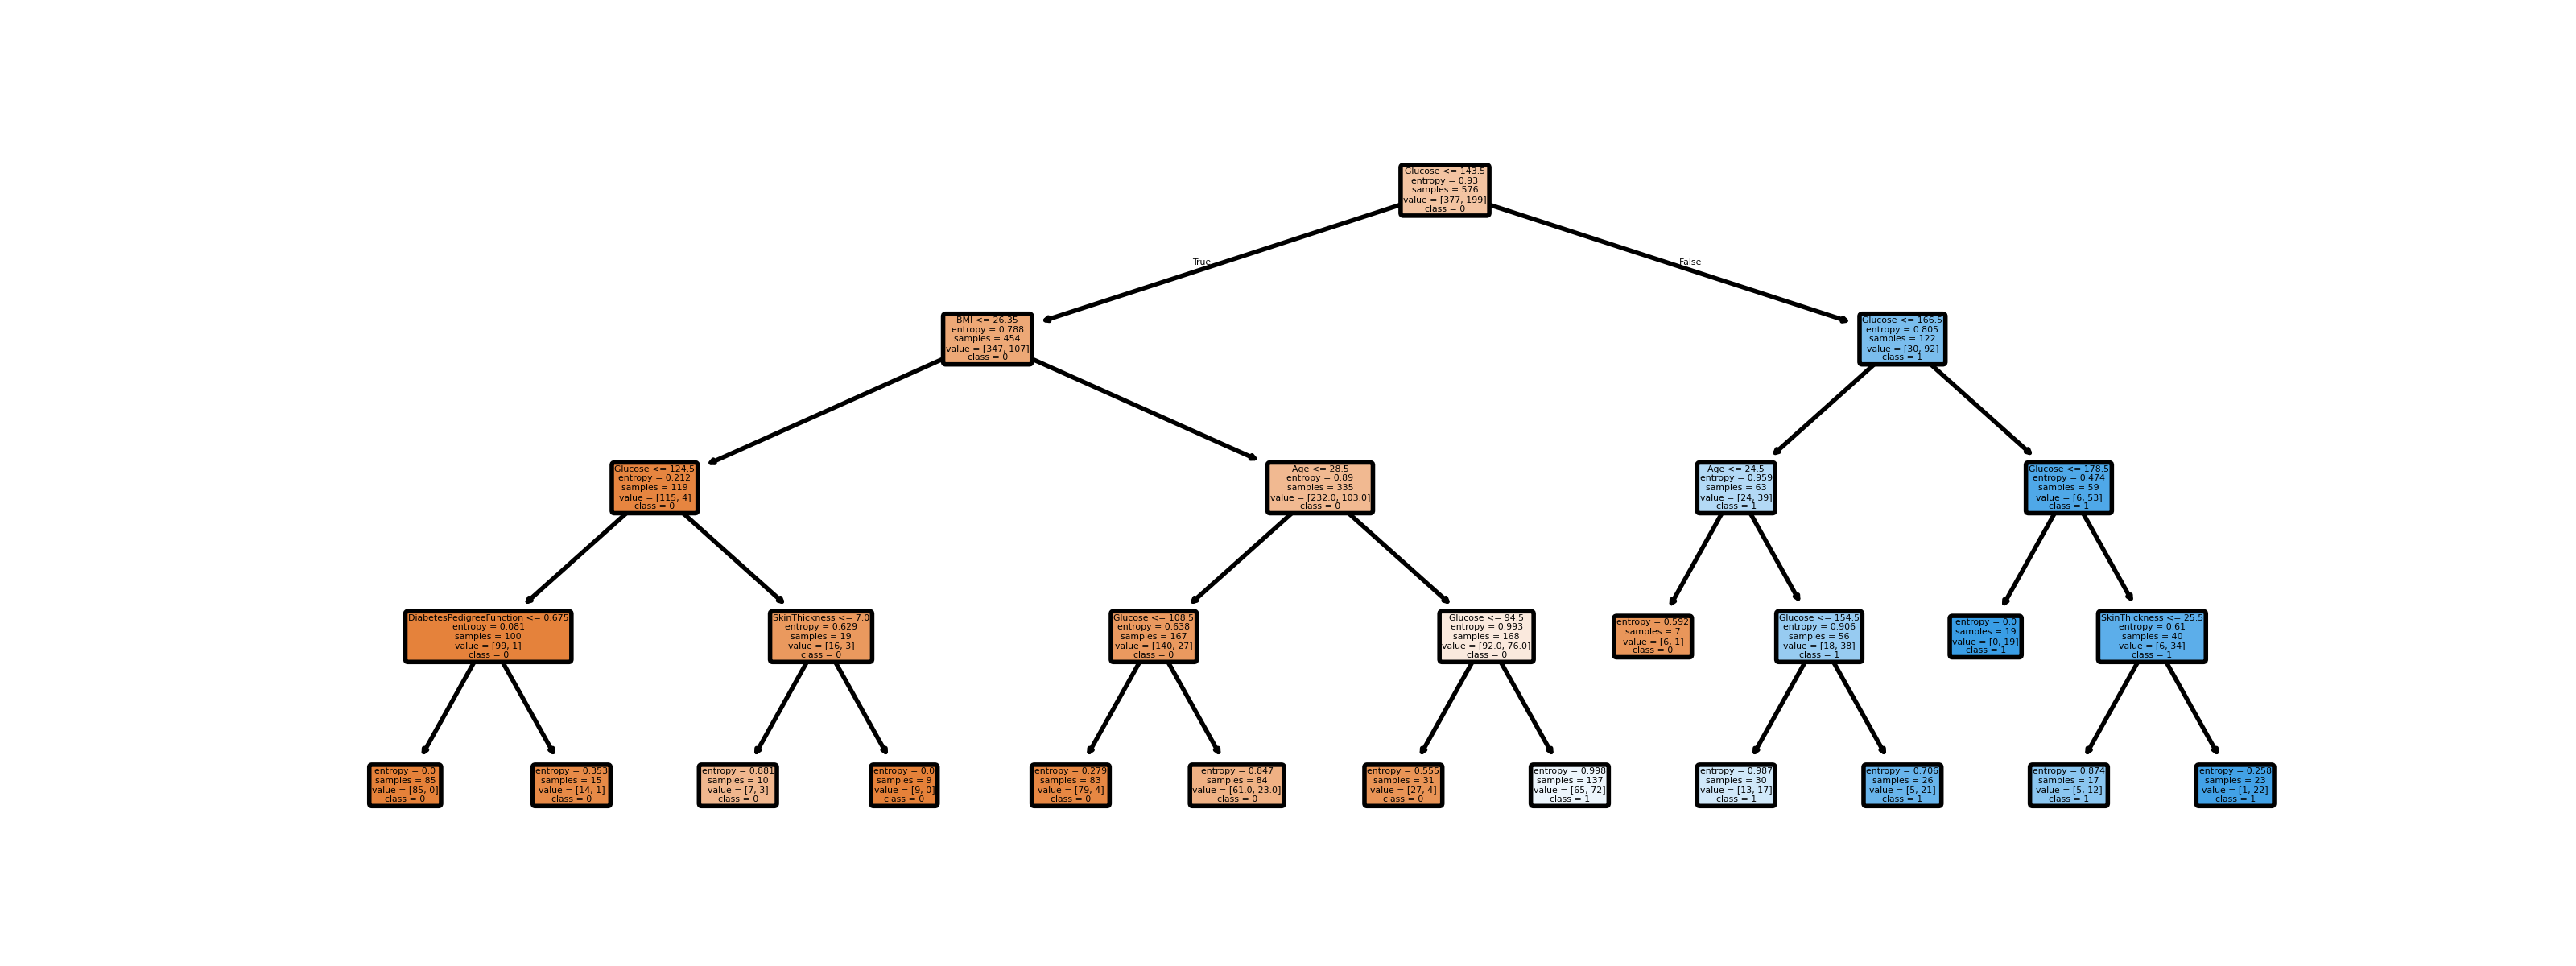 Glucose <= 143.5
entropy = 0.93
samples = 576
value = [377, 199]
class = 0
True
False
BMI <= 26.35
entropy = 0.788
samples = 454
value = [347, 107]
class = 0
Glucose <= 166.5
entropy = 0.805
samples = 122
value = [30, 92]
class = 1
Glucose <= 124.5
entropy = 0.212
samples = 119
value = [115, 4]
class = 0
Age <= 28.5
entropy = 0.89
samples = 335
value = [232.0, 103.0]
class = 0
Age <= 24.5
entropy = 0.959
samples = 63
value = [24, 39]
class = 1
Glucose <= 178.5
entropy = 0.474
samples = 59
value = [6, 53]
class = 1
DiabetesPedigreeFunction <= 0.675
entropy = 0.081
samples = 100
value = [99, 1]
class = 0
SkinThickness <= 7.0
entropy = 0.629
samples = 19
value = [16, 3]
class = 0
Glucose <= 108.5
entropy = 0.638
samples = 167
value = [140, 27]
class = 0
Glucose <= 94.5
entropy = 0.993
samples = 168
value = [92.0, 76.0]
class = 0
entropy = 0.592
samples = 7
value = [6, 1]
class = 0
Glucose <= 154.5
entropy = 0.906
samples = 56
value = [18, 38]
class = 1
entropy = 0.0
samples = 19
value = [0, 19]
class = 1
SkinThickness <= 25.5
entropy = 0.61
samples = 40
value = [6, 34]
class = 1
entropy = 0.0
samples = 85
value = [85, 0]
class = 0
entropy = 0.353
samples = 15
value = [14, 1]
class = 0
entropy = 0.881
samples = 10
value = [7, 3]
class = 0
entropy = 0.0
samples = 9
value = [9, 0]
class = 0
entropy = 0.279
samples = 83
value = [79, 4]
class = 0
entropy = 0.847
samples = 84
value = [61.0, 23.0]
class = 0
entropy = 0.555
samples = 31
value = [27, 4]
class = 0
entropy = 0.998
samples = 137
value = [65, 72]
class = 1
entropy = 0.987
samples = 30
value = [13, 17]
class = 1
entropy = 0.706
samples = 26
value = [5, 21]
class = 1
entropy = 0.874
samples = 17
value = [5, 12]
class = 1
entropy = 0.258
samples = 23
value = [1, 22]
class = 1